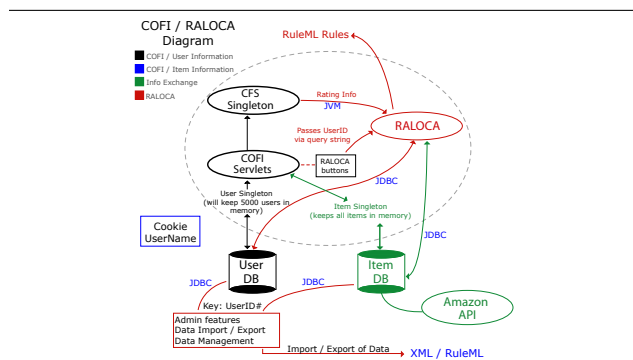 COFI / RALOCA
Diagram
COFI / User Information
COFI / Item Information
Info Exchange
RALOCA
RuleML Rules
CFS
Singleton
Rating Info
JVM
RALOCA
Passes UserID
via query string
COFI
Servlets
RALOCA
buttons
JDBC
User Singleton
(will keep 5000 users in
memory)
Item Singleton
(keeps all items in memory)
Cookie
UserName
JDBC
User
DB
Item
DB
JDBC
JDBC
Amazon
API
Key: UserID#
Admin features
Data Import / Export
Data Management
Import / Export of Data
XML / RuleML